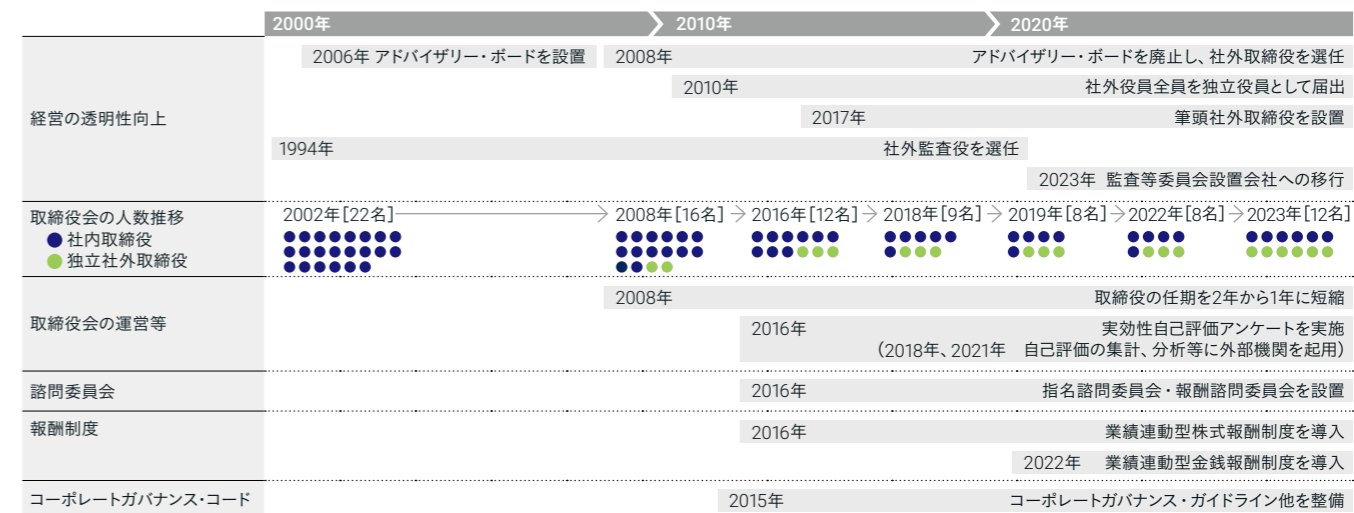 2000年 2010年 2020年
経営の透明性向上
2006年 アドバイザリー・ボードを設置 2008年 アドバイザリー・ボードを廃止し、社外取締役を選任
2010年 社外役員全員を独立役員として届出
2017年 筆頭社外取締役を設置
1994年 社外監査役を選任
2023年 監査等委員会設置会社への移行
取締役会の人数推移
社内取締役
独立社外取締役
2002年[22名] 2008年[16名] 2016年[12名] 2018年[9名] 2019年[8名] 2022年[8名] 2023年[12名]
取締役会の運営等
2008年 取締役の任期を2年から1年に短縮
2016年 実効性自己評価アンケートを実施
(2018年、2021年 自己評価の集計、分析等に外部機関を起用)
諮問委員会
2016年 指名諮問委員会・報酬諮問委員会を設置
報酬制度
2016年 業績連動型株式報酬制度を導入
2022年 業績連動型金銭報酬制度を導入
コーポレートガバナンス・コード
2015年 コーポレートガバナンス・ガイドライン他を整備